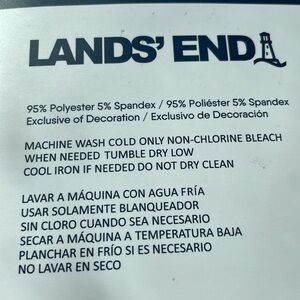 LANDS' END
95% Polyester 5% Spandex / 95% Poliéster 5% Spandex
Exclusive of Decoration / Exclusivo de Decoración
MACHINE WASH COLD ONLY NON-CHLORINE BLEACH
WHEN NEEDED TUMBLE DRY LOW
COOL IRON IF NEEDED DO NOT DRY CLEAN
LAVAR A MÁQUINA CON AGUA FRÍA
USAR SOLAMENTE BLANQUEADOR
SIN CLORO CUANDO SEA NECESARIO
SECAR A MÁQUINA A TEMPERATURA BAJA
PLANCHAR EN FRÍO SI ES NECESARIO
NO LAVAR EN SECO